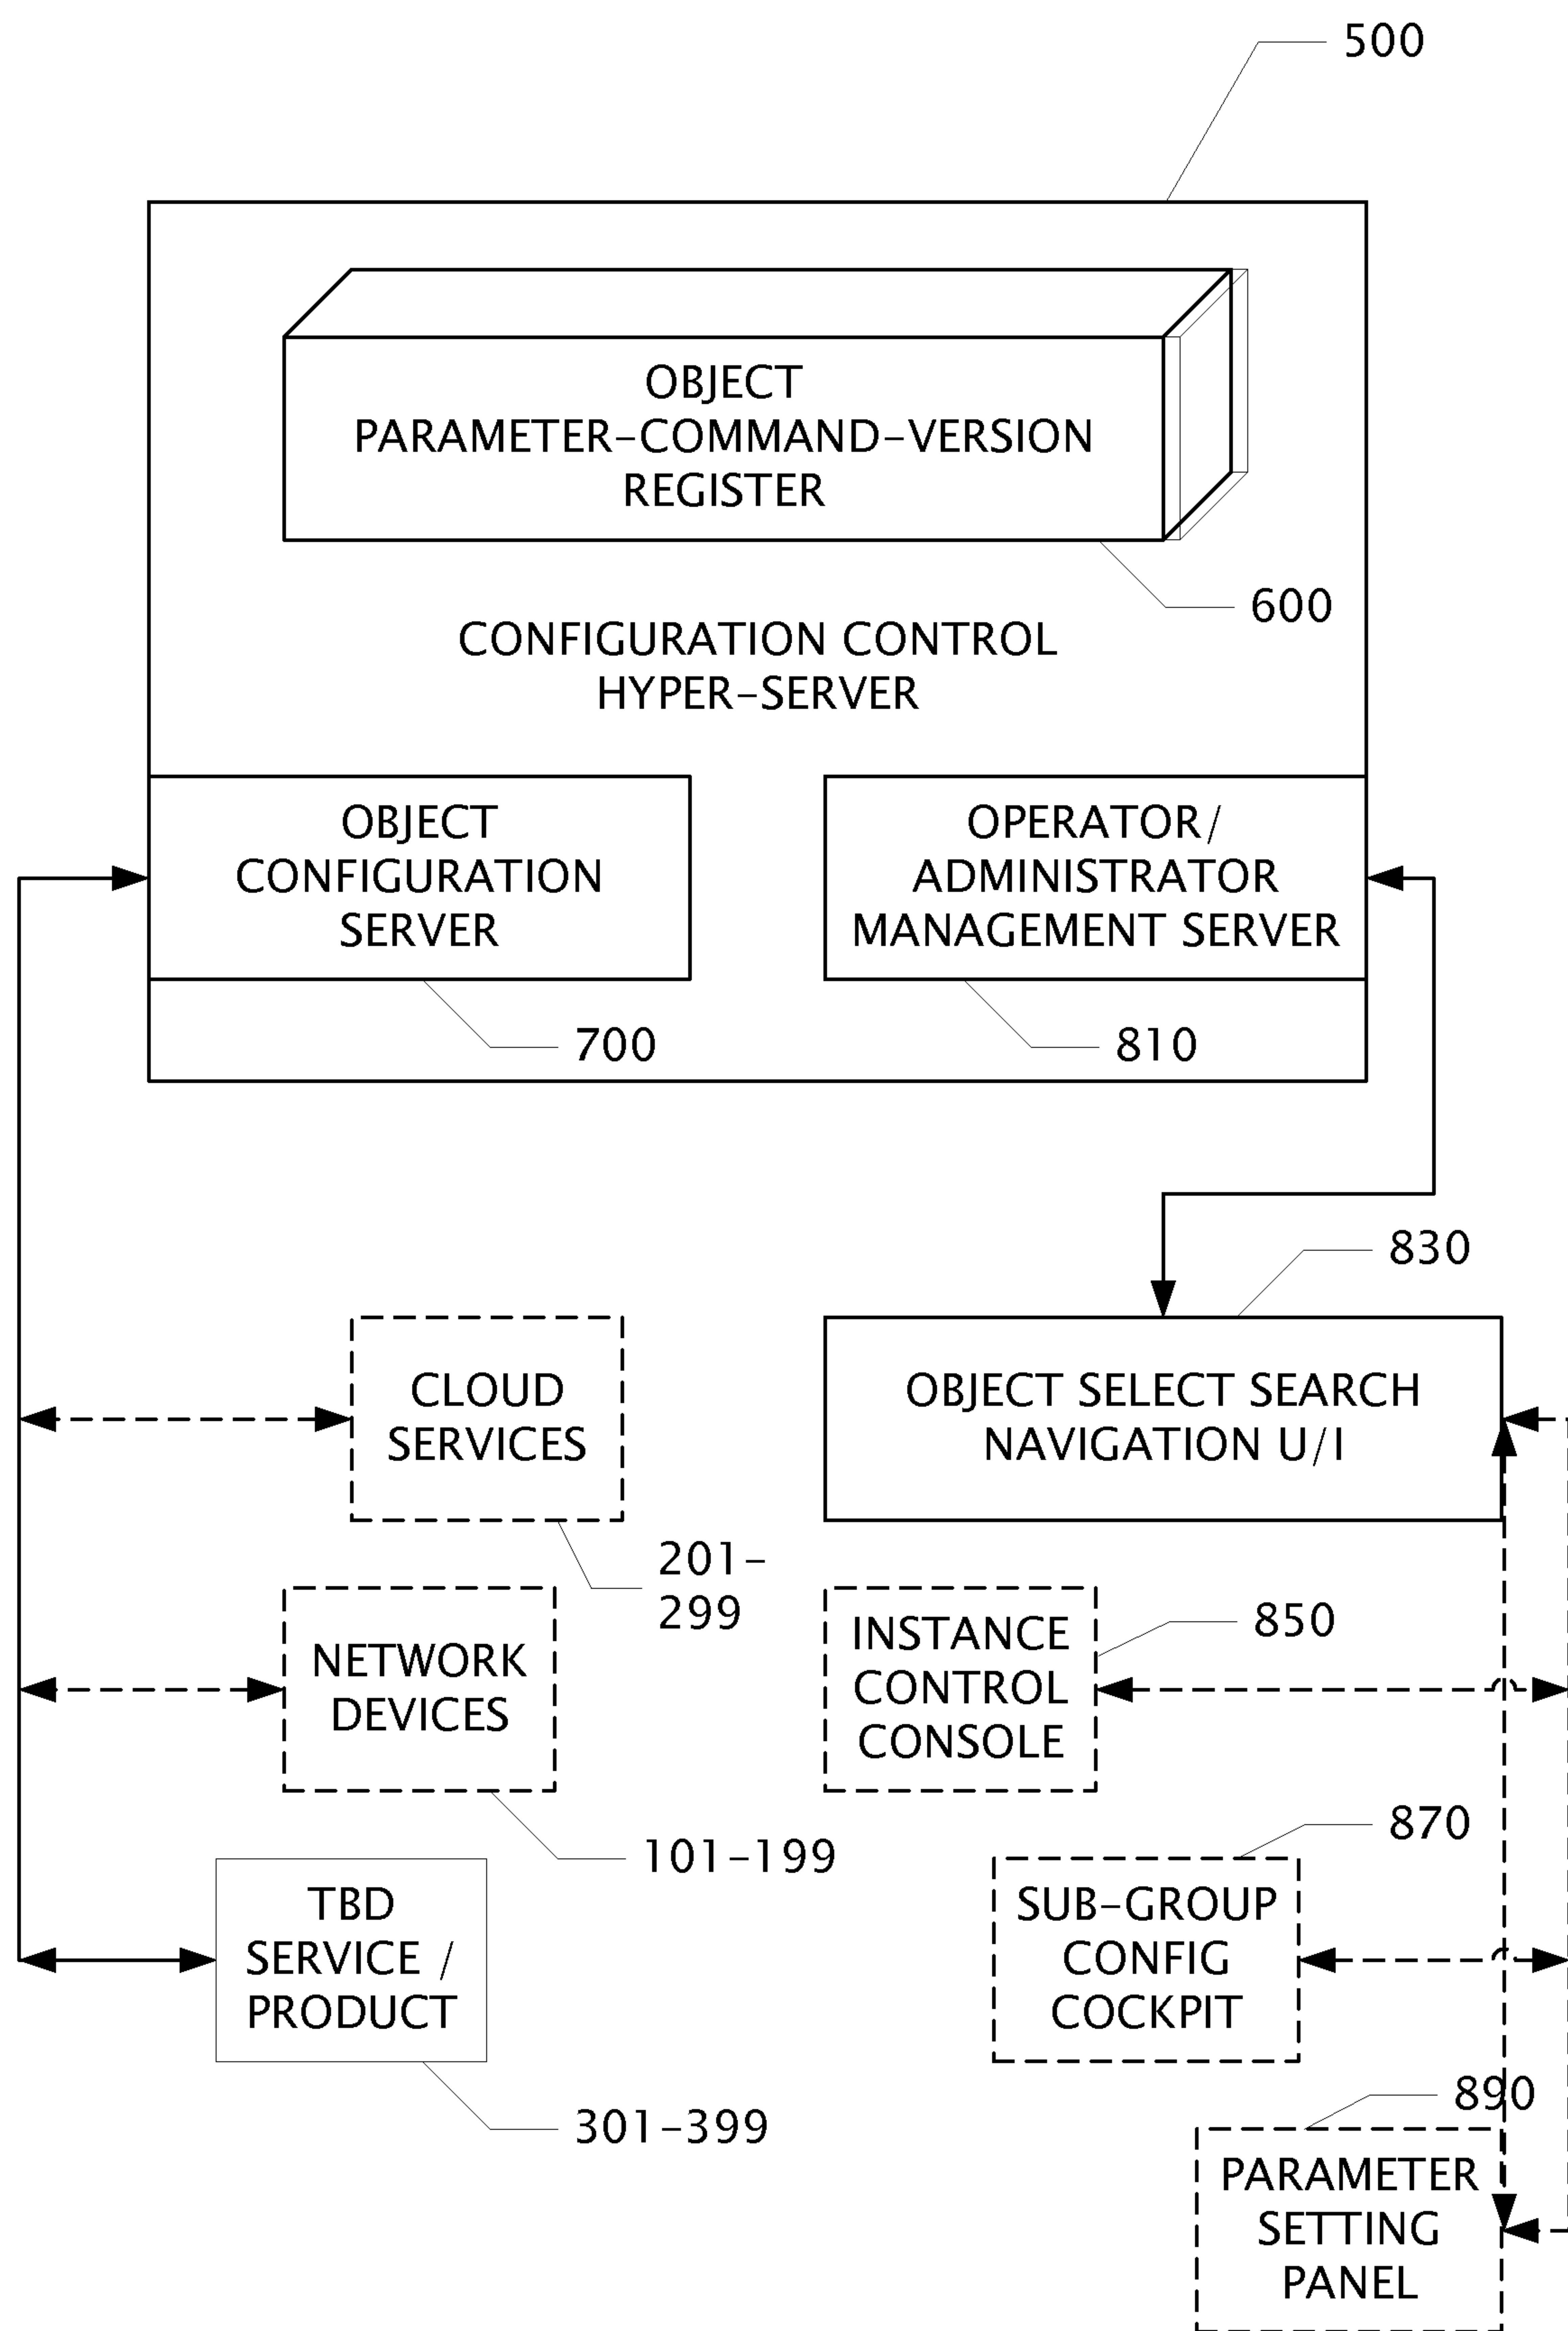 500
OBJECT
PARAMETER-COMMAND-VERSION
REGISTER
600
CONFIGURATION CONTROL
HYPER-SERVER
OBJECT
CONFIGURATION
SERVER
700
OPERATOR/
ADMINISTRATOR
MANAGEMENT SERVER
810
830
OBJECT SELECT SEARCH
NAVIGATION U/I
CLOUD
SERVICES
201-
299
NETWORK
DEVICES
101-199
INSTANCE
CONTROL
CONSOLE
850
870
SUB-GROUP
CONFIG
COCKPIT
TBD
SERVICE /
PRODUCT
301-399
890
PARAMETER
SETTING
PANEL